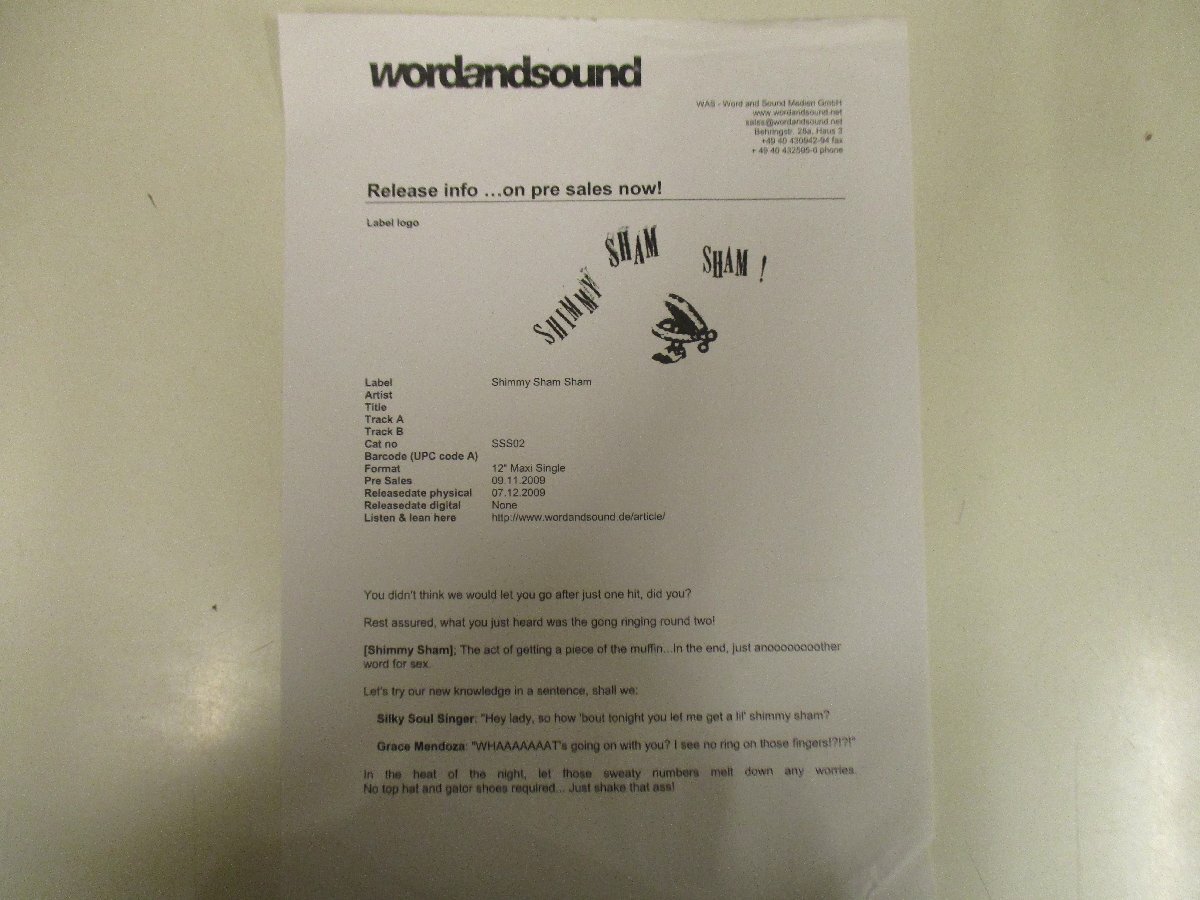 wordandsound
WAS - Word and Sound Medien GmbH
www.wordandsound.net
sales@wordandsound.net
Behringstr. 28a, Haus 3
+49 40 430942-94 fax
+ 49 40 432595-0 phone
Release info ...on pre sales now!
Label logo
SHIMMY SHAM SHAM !
Label Shimmy Sham Sham
Artist
Title
Track A
Track B
Cat no SSS02
Barcode (UPC code A)
Format 12" Maxi Single
Pre Sales 09.11.2009
Releasedate physical 07.12.2009
Releasedate digital None
Listen & lean here http://www.wordandsound.de/article/
You didn't think we would let you go after just one hit, did you?
Rest assured, what you just heard was the gong ringing round two!
[Shimmy Sham]; The act of getting a piece of the muffin...In the end, just anoooooooother
word for sex.
Let's try our new knowledge in a sentence, shall we:
Silky Soul Singer: "Hey lady, so how 'bout tonight you let me get a lil' shimmy sham?
Grace Mendoza: "WHAAAAAAAT's going on with you? I see no ring on those fingers!?!?!"
In the heat of the night, let those sweaty numbers melt down any worries.
No top hat and gator shoes required... Just shake that ass!